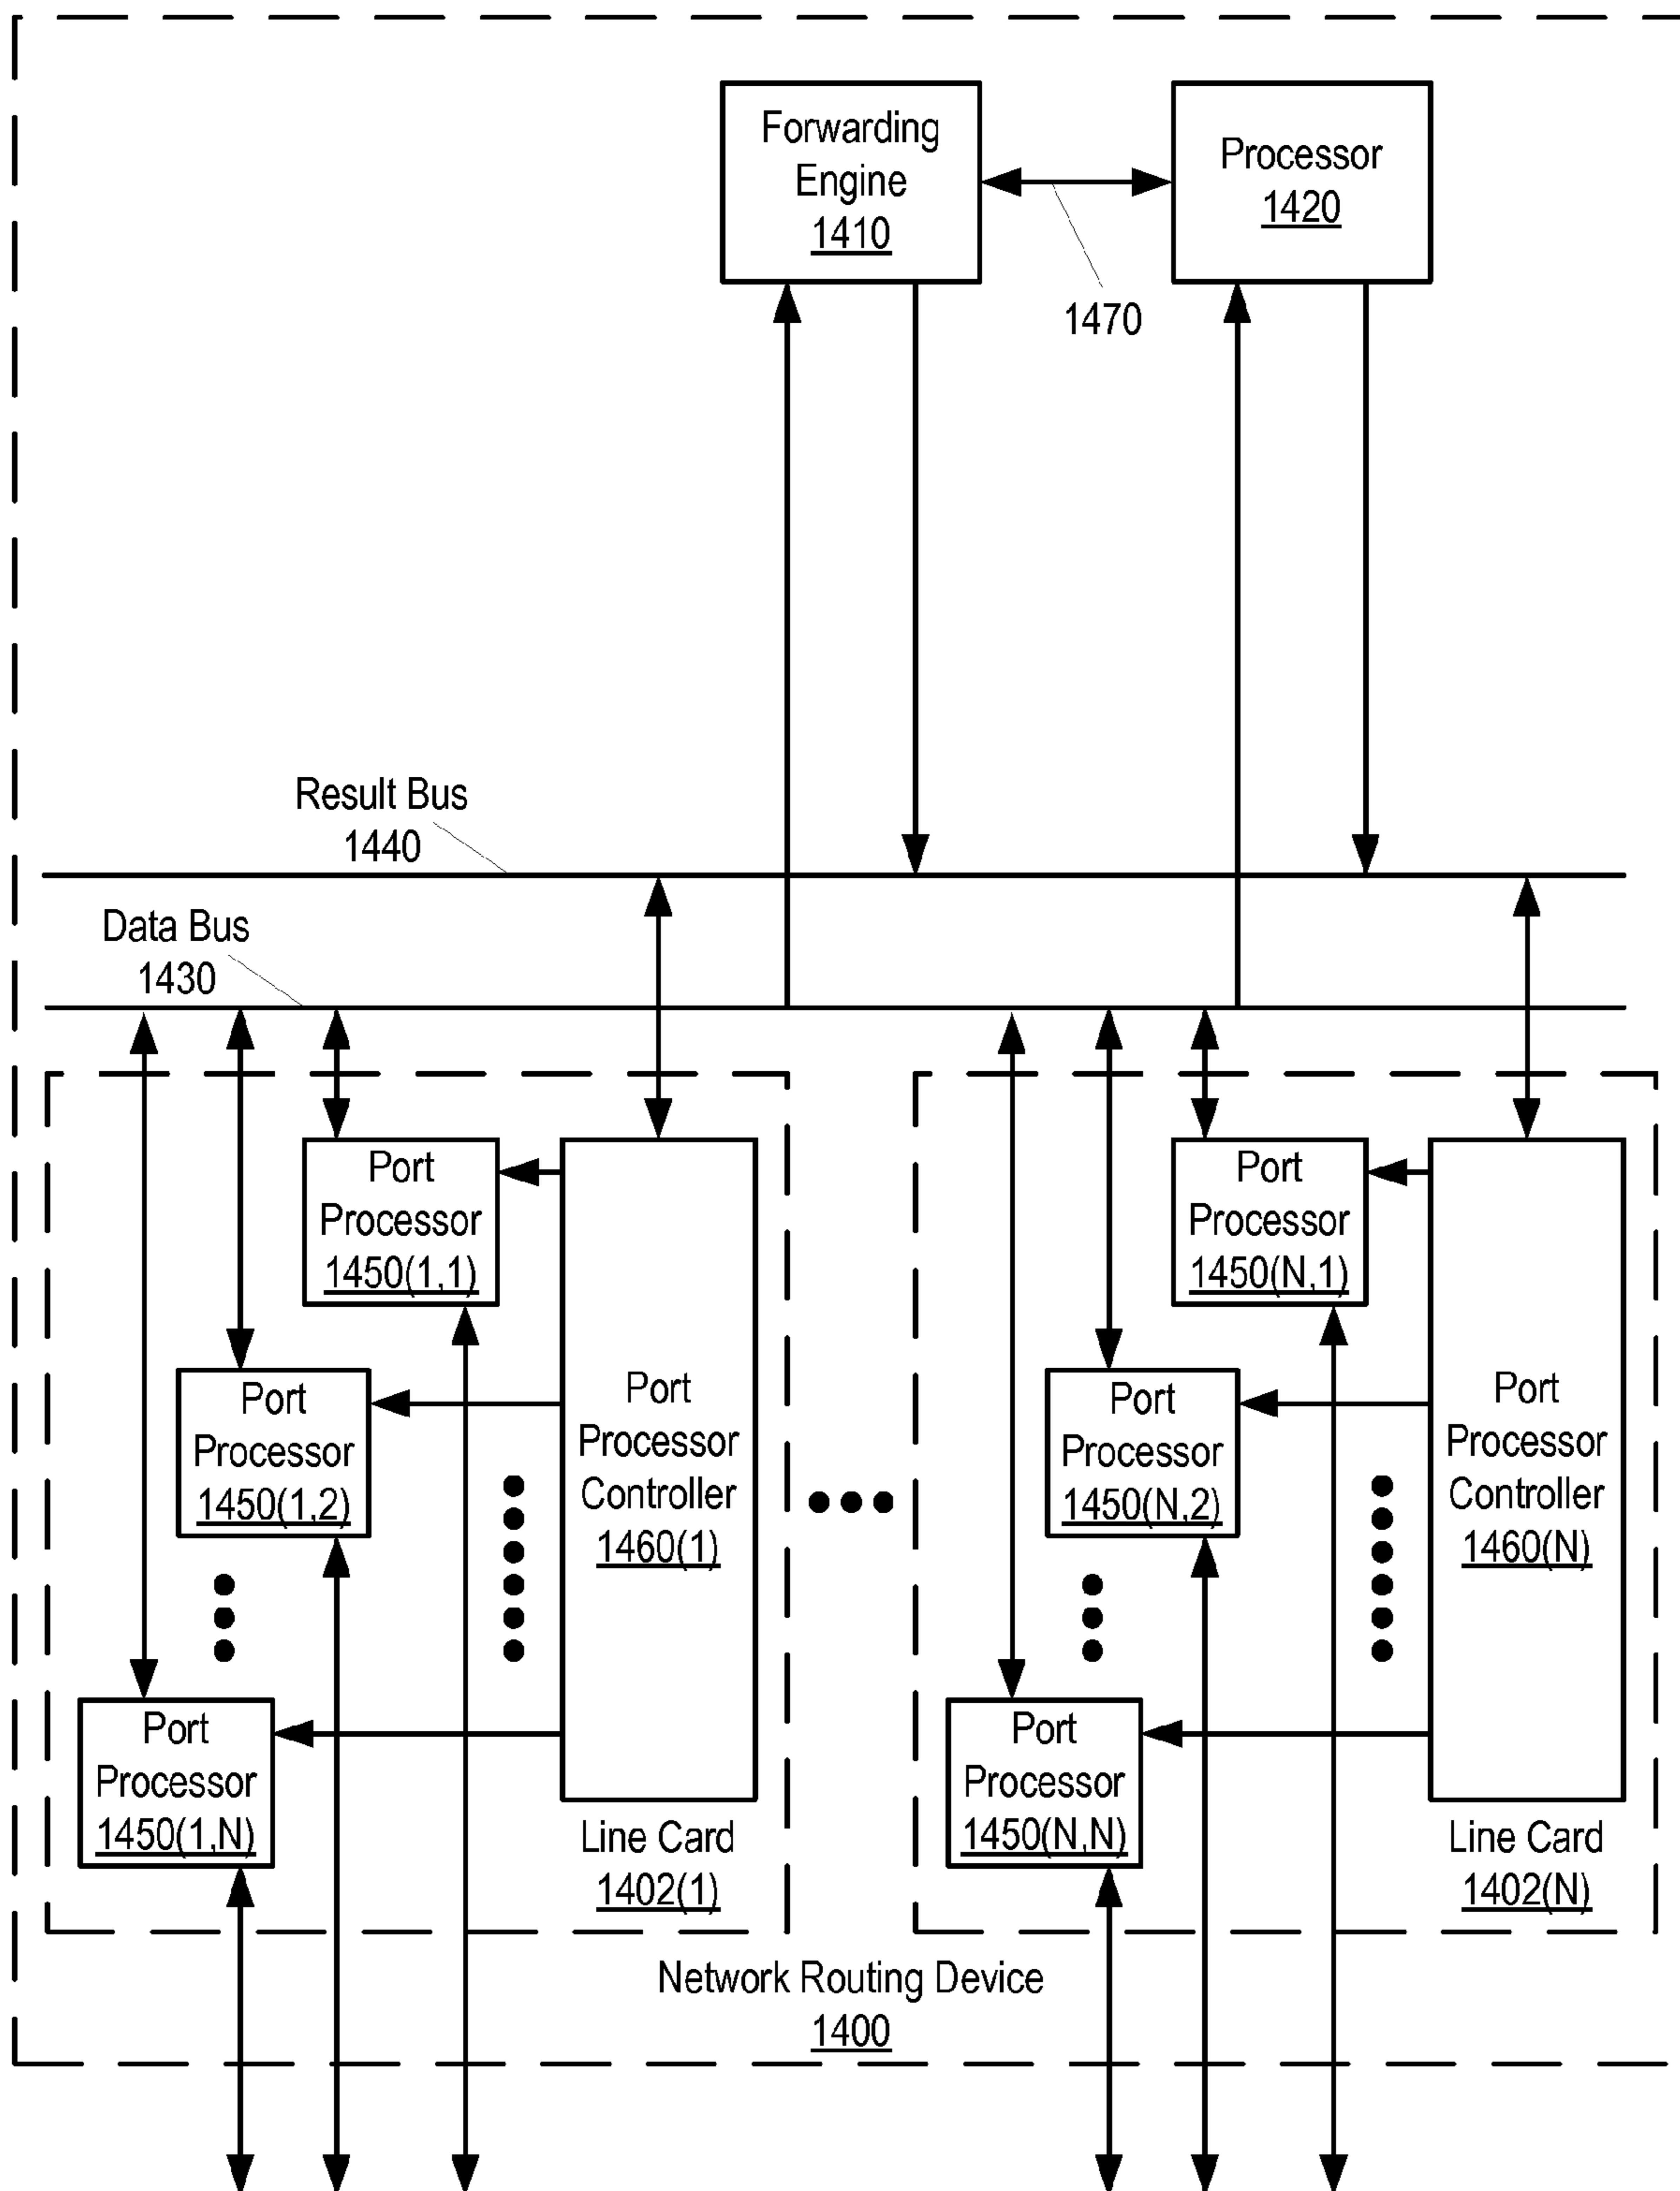 Forwarding
Engine
1410
Processor
1420
1470
Result Bus
1440
Data Bus
1430
Port
Processor
1450(1,1)
Port
Processor
1450(1,2)
Port
Processor
1450(1,N)
Port
Processor
Controller
1460(1)
Line Card
1402(1)
Port
Processor
1450(N,1)
Port
Processor
1450(N,2)
Port
Processor
1450(N,N)
Port
Processor
Controller
1460(N)
Line Card
1402(N)
Network Routing Device
1400